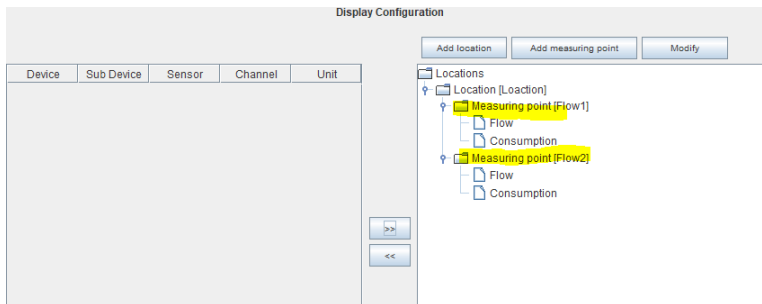 Display Configuration
Add location Add measuring point Modify
Device Sub Device Sensor Channel Unit
Locations
Location [Loaction]
Measuring point [Flow1]
Flow
Consumption
Measuring point [Flow2]
Flow
Consumption
>>
<<